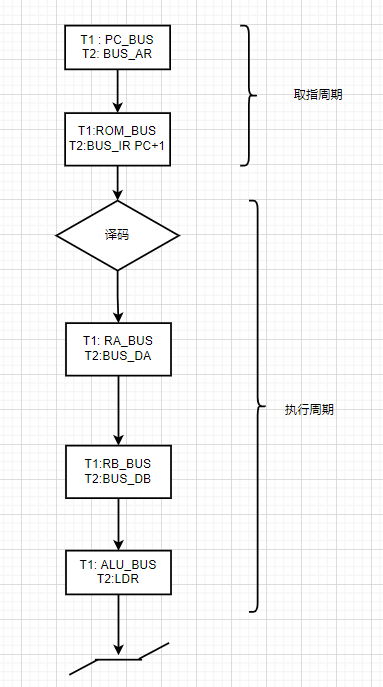 T1 : PC_BUS
T2: BUS_AR
取指周期
T1:ROM_BUS
T2:BUS_IR PC+1
译码
T1: RA_BUS
T2:BUS_DA
执行周期
T1:RB_BUS
T2:BUS_DB
T1: ALU_BUS
T2:LDR